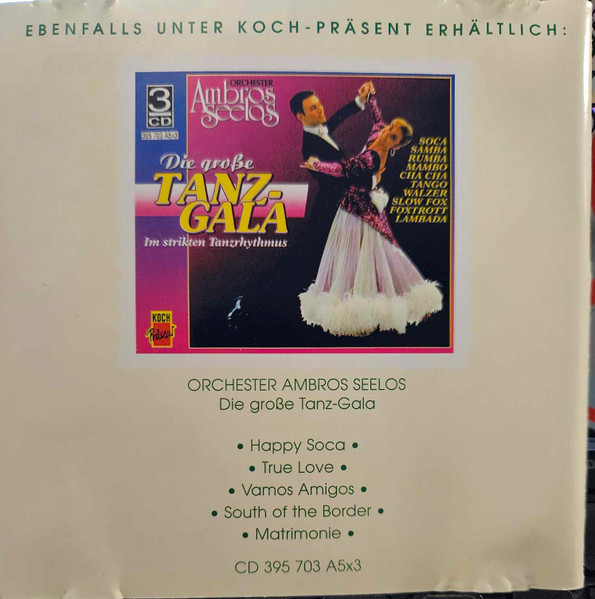 EBENFALLS UNTER KOCH-PRÄSENT ERHÄLTLICH:
3
CD
395 703 A5x3
ORCHESTER
Ambros
Seelos
Die große
TANZ-
GALA
Im strikten Tanzrhythmus
SOCA
SAMBA
RUMBA
MAMBO
CHA CHA
TANGO
WALZER
SLOW FOX
FOXTROTT
LAMBADA
KOCH
Präsent
ORCHESTER AMBROS SEELOS
Die große Tanz-Gala
• Happy Soca •
• True Love •
• Vamos Amigos •
• South of the Border •
• Matrimonie •
CD 395 703 A5x3